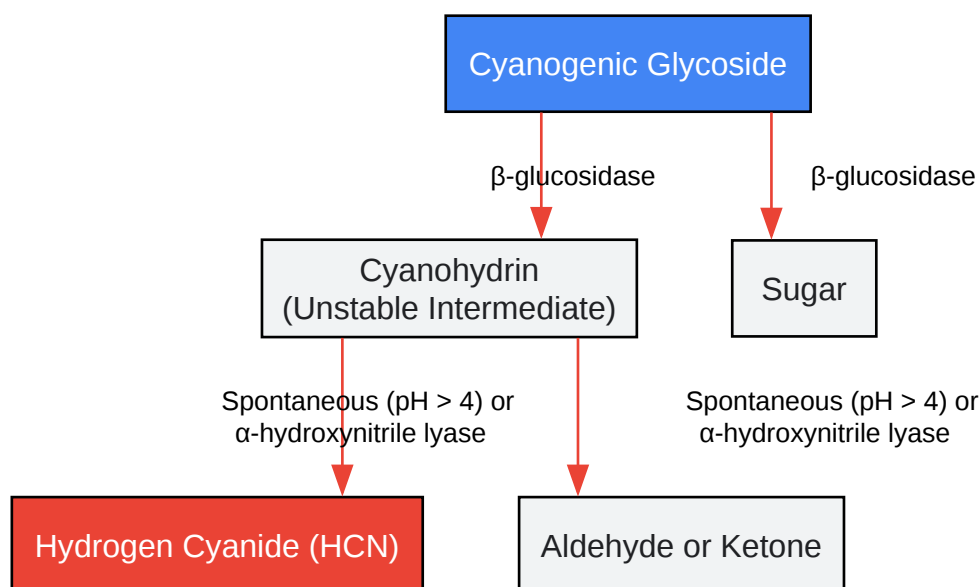 Cyanogenic Glycoside
β-glucosidase
β-glucosidase
Cyanohydrin
(Unstable Intermediate)
Sugar
Spontaneous (pH > 4) or
α-hydroxynitrile lyase
Spontaneous (pH > 4) or
α-hydroxynitrile lyase
Hydrogen Cyanide (HCN)
Aldehyde or Ketone